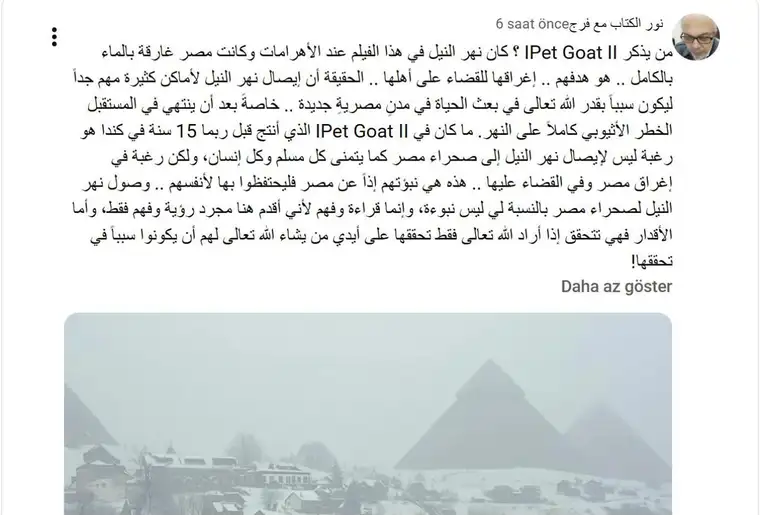 نور الكتاب مع فرج6 saat önce
من يذكر IPet Goat II ؟ كان نهر النيل في هذا الفيلم عند الأهرامات وكانت مصر غارقة بالماء
بالكامل .. هو هدفهم .. إغراقها للقضاء على أهلها .. الحقيقة أن إيصال نهر النيل لأماكن كثيرة مهم جداً
ليكون سبباً بقدر الله تعالى في بعث الحياة في مدنٍ مصريةٍ جديدة .. خاصةً بعد أن ينتهي في المستقبل
الخطر الأثيوبي كاملاً على النهر. ما كان في IPet Goat II الذي أنتج قبل ربما 15 سنة في كندا هو
رغبة ليس لإيصال نهر النيل إلى صحراء مصر كما يتمنى كل مسلم وكل إنسان، ولكن رغبة في
إغراق مصر وفي القضاء عليها .. هذه هي نبوُتهم إذاً عن مصر فليحتفظوا بها لأنفسهم .. وصول نهر
النيل لصحراء مصر بالنسبة لي ليس نبوءة، وإنما قراءة وفهم لأني أقدم هنا مجرد رؤية وفهم فقط، وأما
الأقدار فهي تتحقق إذا أراد الله تعالى فقط تحققها على أيدي من يشاء الله تعالى لهم أن يكونوا سبباً في
تحققها!
Daha az göster